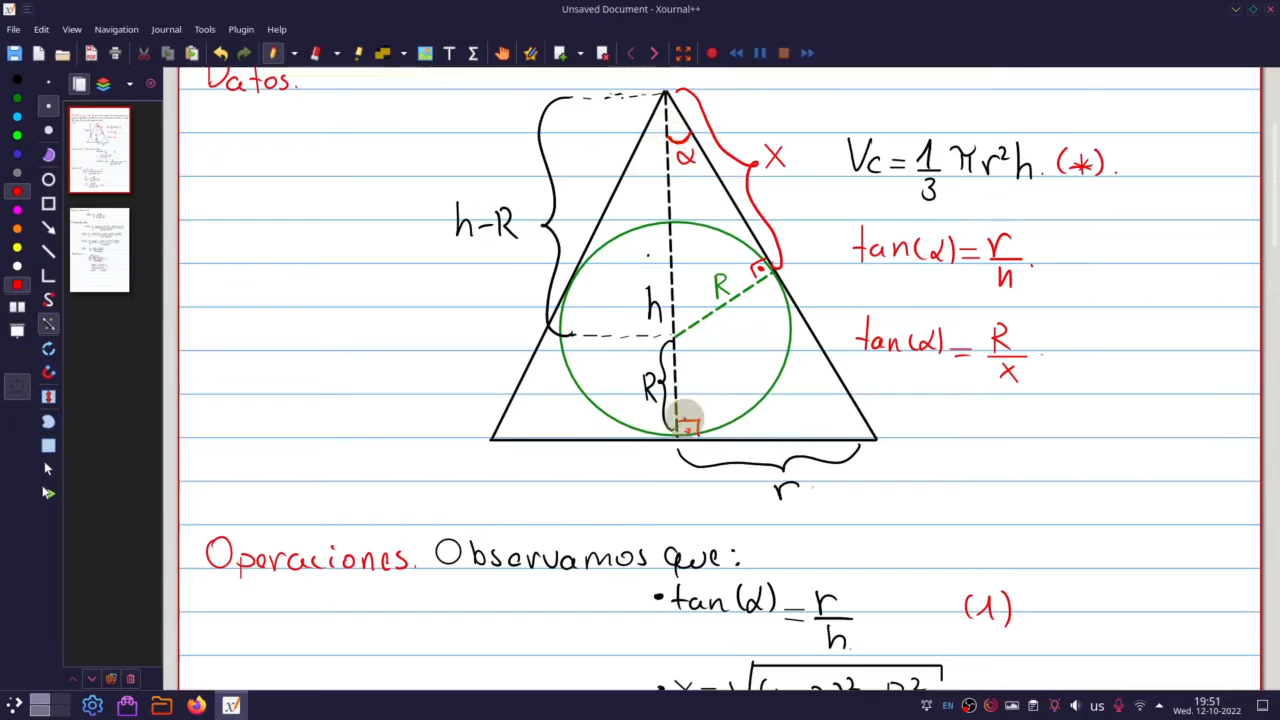 Unsaved Document - Xournal++
File Edit View Navigation Journal Tools Plugin Help
Datos.
h-R
α
X
h
R
R
r
Vc = 1/3 πr²h. (*).
tan(α) = r/h
tan(α) = R/x
Operaciones. Observamos que:
• tan(α) = r/h. (1)
EN
us
19:51
Wed. 12-10-2022